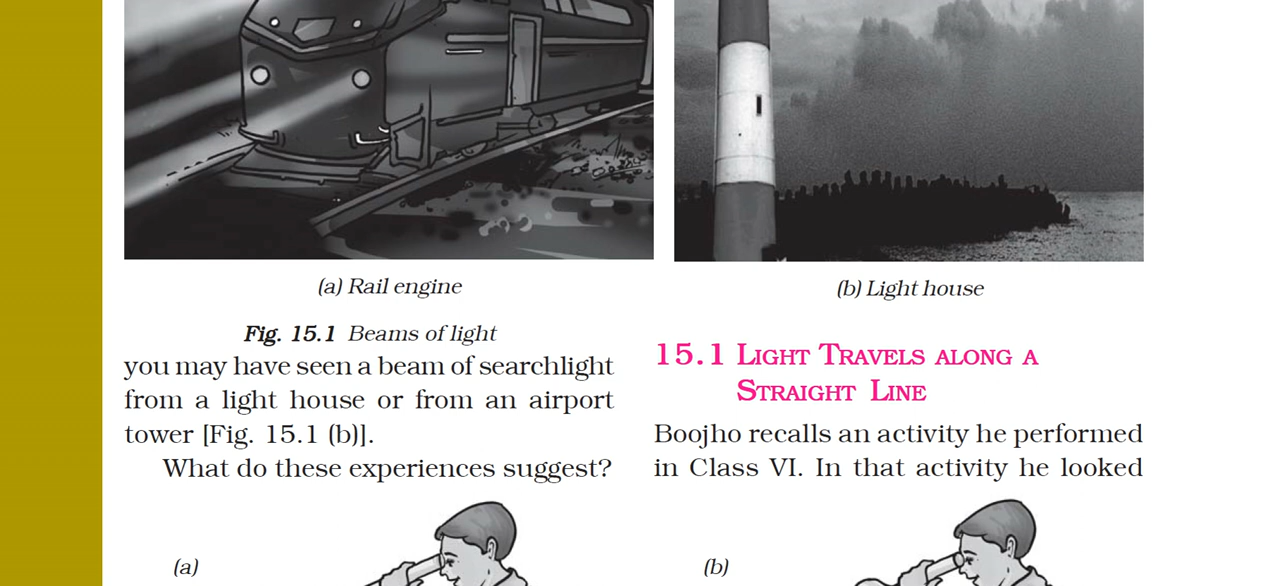 (a) Rail engine
(b) Light house
Fig. 15.1 Beams of light
you may have seen a beam of searchlight
from a light house or from an airport
tower [Fig. 15.1 (b)].
What do these experiences suggest?
15.1 LIGHT TRAVELS ALONG A
STRAIGHT LINE
Boojho recalls an activity he performed
in Class VI. In that activity he looked
(a)
(b)